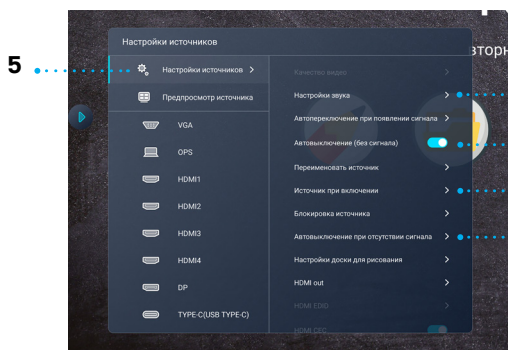 Настройки источников
5
Настройки источников
Предпросмотр источника
VGA
OPS
HDMI1
HDMI2
HDMI3
HDMI4
DP
TYPE-C(USB TYPE-C)
Качество видео
Настройки звука
Автопереключение при появлении сигнала
Автовыключение (без сигнала)
Переименовать источник
Источник при включении
Блокировка источника
Автовыключение при отсутствии сигнала
Настройки доски для рисования
HDMI out
HDMI EDID
HDMI CEC